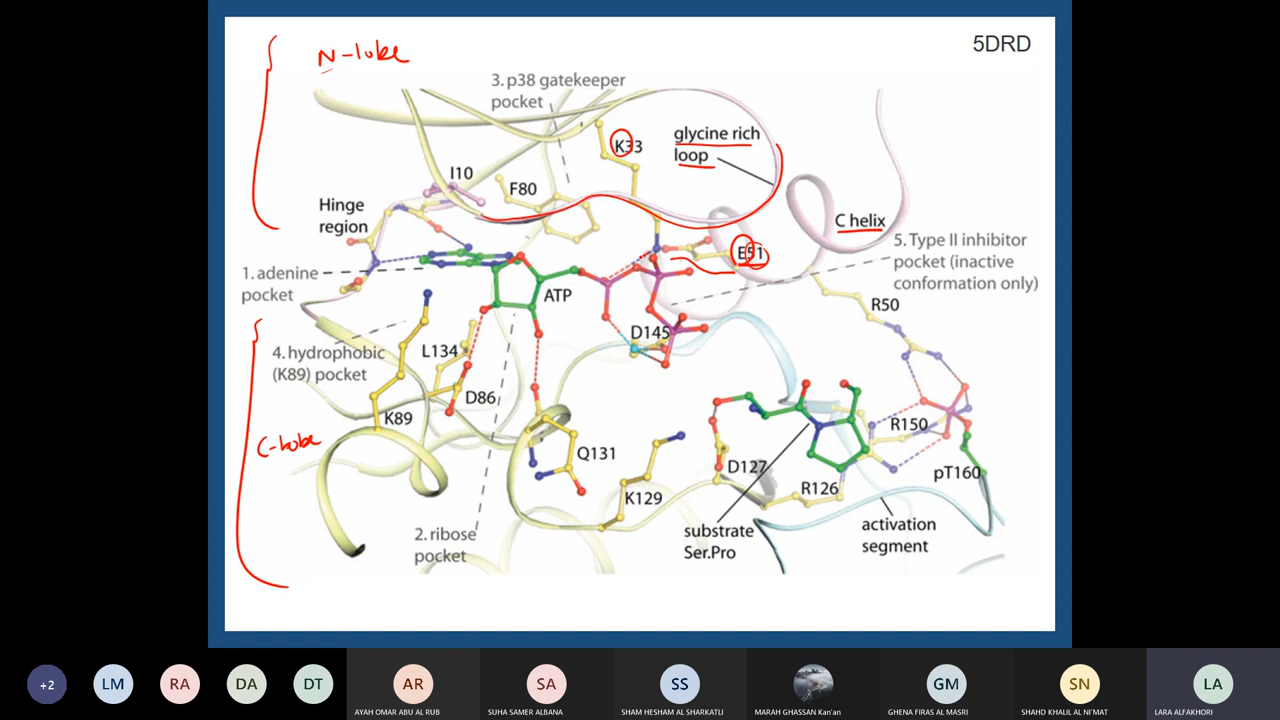 5DRD
N-lobe
3. p38 gatekeeper
pocket
K33
glycine rich
loop
I10
F80
Hinge
region
C helix
E51
5. Type II inhibitor
pocket (inactive
conformation only)
1. adenine
pocket
ATP
R50
D145
4. hydrophobic
(K89) pocket
L134
D86
K89
R150
C-lobe
Q131
D127
pT160
K129
R126
2. ribose
pocket
substrate
Ser.Pro
activation
segment
+2
LM
RA
DA
DT
AR
SA
SS
GM
SN
LA
AYAH OMAR ABU AL RUB
SUHA SAMER ALBANA
SHAM HESHAM AL SHARKATLI
MARAH GHASSAN Kan'an
GHENA FIRAS AL MASRI
SHAHD KHALIL AL NI'MAT
LARA ALFAKHORI